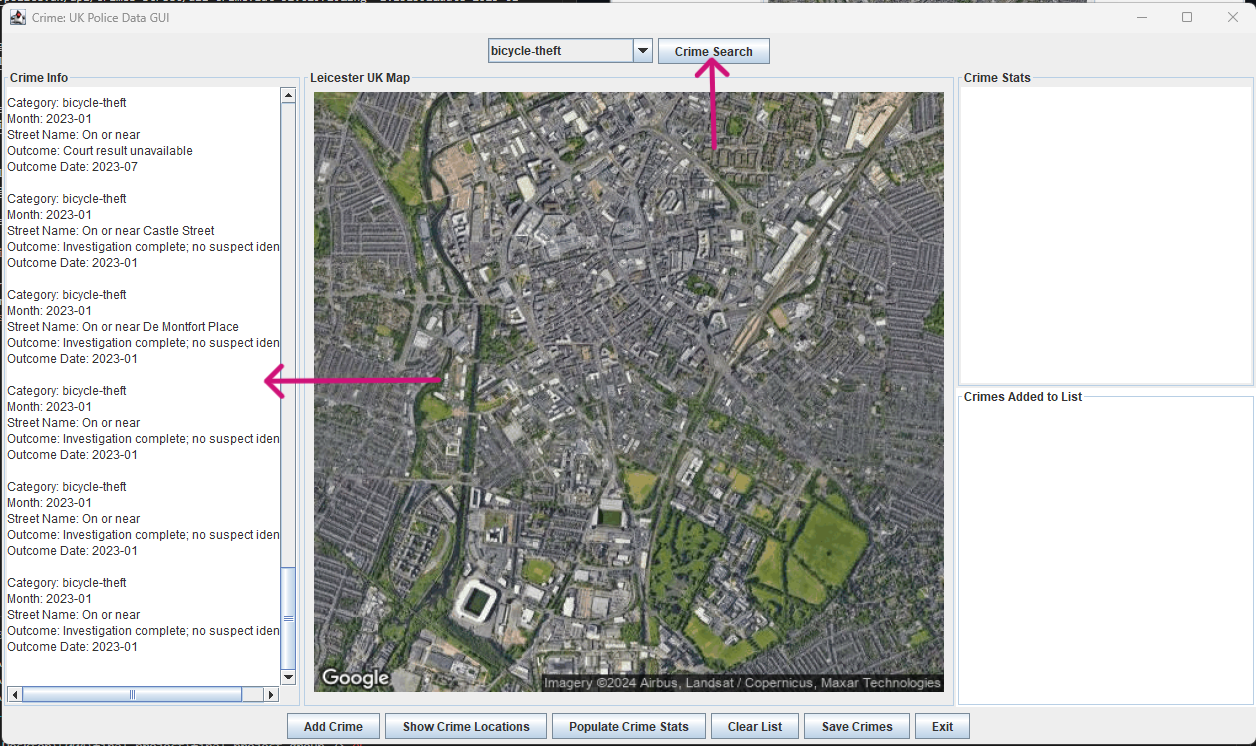 Crime: UK Police Data GUI
bicycle-theft
Crime Search
Crime Info
Category: bicycle-theft
Month: 2023-01
Street Name: On or near
Outcome: Court result unavailable
Outcome Date: 2023-07
Category: bicycle-theft
Month: 2023-01
Street Name: On or near Castle Street
Outcome: Investigation complete; no suspect iden
Outcome Date: 2023-01
Category: bicycle-theft
Month: 2023-01
Street Name: On or near De Montfort Place
Outcome: Investigation complete; no suspect iden
Outcome Date: 2023-01
Category: bicycle-theft
Month: 2023-01
Street Name: On or near
Outcome: Investigation complete; no suspect iden
Outcome Date: 2023-01
Category: bicycle-theft
Month: 2023-01
Street Name: On or near
Outcome: Investigation complete; no suspect iden
Outcome Date: 2023-01
Category: bicycle-theft
Month: 2023-01
Street Name: On or near
Outcome: Investigation complete; no suspect iden
Outcome Date: 2023-01
Leicester UK Map
Google
Imagery ©2024 Airbus, Landsat / Copernicus, Maxar Technologies
Crime Stats
Crimes Added to List
Add Crime
Show Crime Locations
Populate Crime Stats
Clear List
Save Crimes
Exit